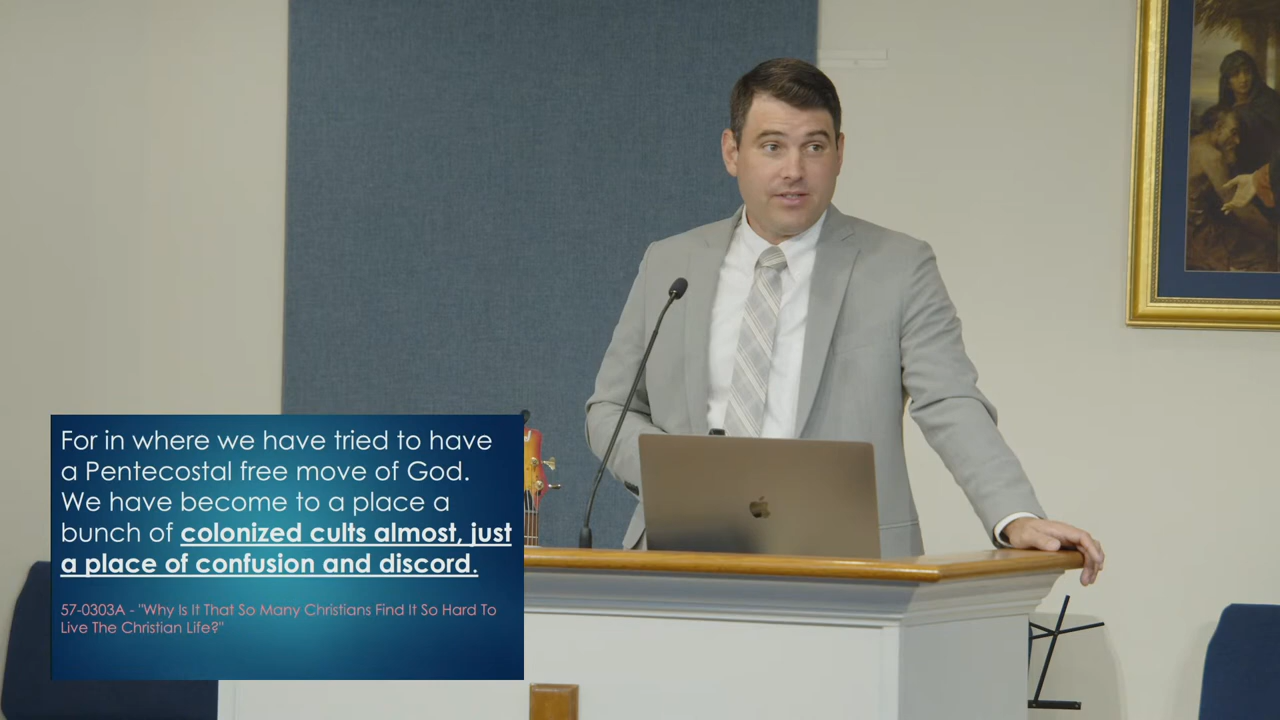 For in where we have tried to have
a Pentecostal free move of God.
We have become to a place a
bunch of colonized cults almost, just
a place of confusion and discord.
57-0303A - "Why Is It That So Many Christians Find It So Hard To
Live The Christian Life?"